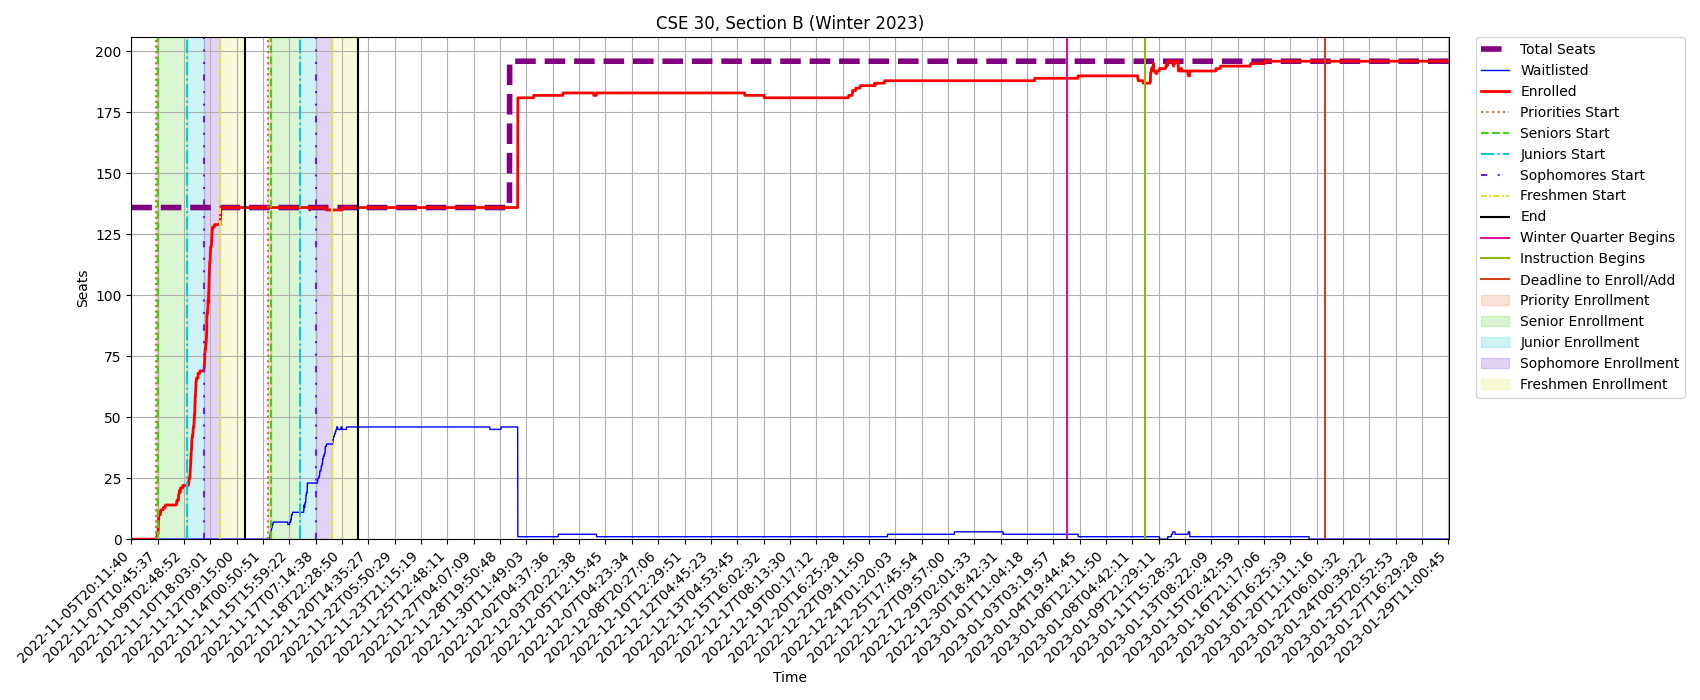 CSE 30, Section B (Winter 2023)
Seats
200
175
150
125
100
75
50
25
0
2022-11-05T20:11:40
2022-11-07T10:45:37
2022-11-09T02:48:52
2022-11-10T18:03:01
2022-11-12T09:15:00
2022-11-14T00:50:51
2022-11-15T15:59:22
2022-11-17T07:14:38
2022-11-18T22:28:50
2022-11-20T14:35:27
2022-11-22T05:50:29
2022-11-23T21:15:19
2022-11-25T12:48:11
2022-11-27T04:07:09
2022-11-28T19:50:48
2022-11-30T11:49:03
2022-12-02T04:37:36
2022-12-03T20:22:38
2022-12-05T12:15:45
2022-12-07T04:23:34
2022-12-08T20:27:06
2022-12-10T12:29:51
2022-12-12T04:45:23
2022-12-13T04:53:45
2022-12-15T16:02:32
2022-12-17T08:13:30
2022-12-19T00:17:12
2022-12-20T16:25:28
2022-12-22T09:11:50
2022-12-24T01:20:03
2022-12-25T17:45:54
2022-12-27T09:57:00
2022-12-29T02:01:33
2022-12-30T18:42:31
2023-01-01T11:04:18
2023-01-03T03:19:57
2023-01-04T19:44:45
2023-01-06T12:11:50
2023-01-08T04:42:11
2023-01-09T21:29:11
2023-01-11T15:28:32
2023-01-13T08:22:09
2023-01-15T02:42:59
2023-01-16T21:17:06
2023-01-18T16:25:39
2023-01-20T11:11:16
2023-01-22T06:01:32
2023-01-24T00:39:22
2023-01-25T20:52:53
2023-01-27T16:29:28
2023-01-29T11:00:45
Time
Total Seats
Waitlisted
Enrolled
Priorities Start
Seniors Start
Juniors Start
Sophomores Start
Freshmen Start
End
Winter Quarter Begins
Instruction Begins
Deadline to Enroll/Add
Priority Enrollment
Senior Enrollment
Junior Enrollment
Sophomore Enrollment
Freshmen Enrollment